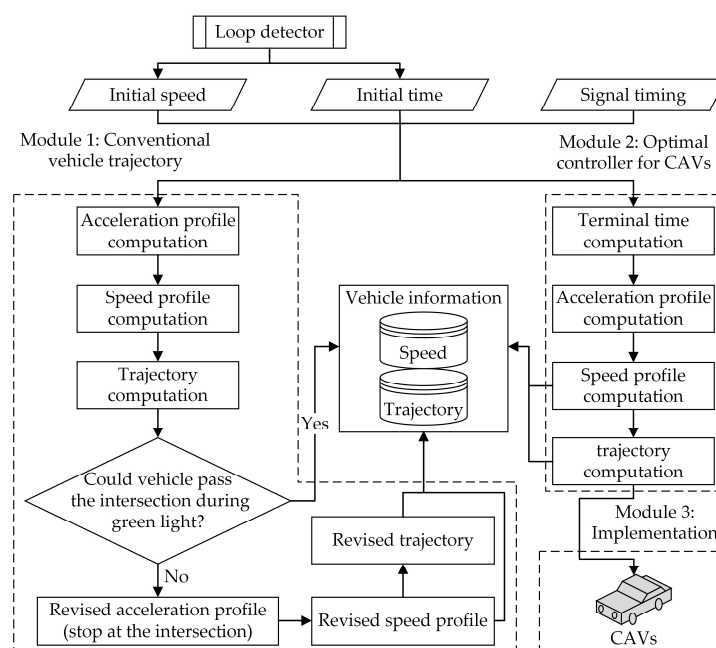 Loop detector
Initial speed
Initial time
Signal timing
Module 1: Conventional
vehicle trajectory
Module 2: Optimal
controller for CAVs
Acceleration profile
computation
Speed profile
computation
Trajectory
computation
Could vehicle pass
the intersection during
green light?
Yes
No
Revised acceleration profile
(stop at the intersection)
Revised speed profile
Revised trajectory
Vehicle information
Speed
Trajectory
Terminal time
computation
Acceleration profile
computation
Speed profile
computation
trajectory
computation
Module 3:
Implementation
CAVs